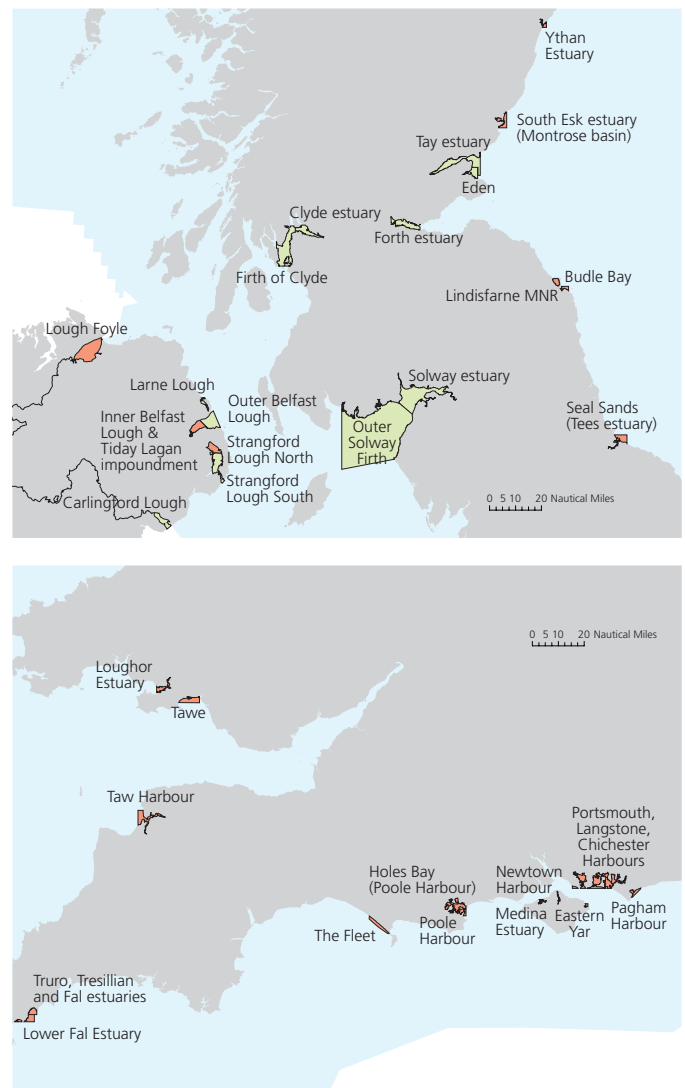 Ythan
Estuary
South Esk estuary
(Montrose basin)
Tay estuary
Eden
Clyde estuary
Forth estuary
Firth of Clyde
Budle Bay
Lindisfarne MNR
Lough Foyle
Solway estuary
Larne Lough
Outer Belfast
Lough
Inner Belfast
Lough &
Tiday Lagan
impoundment
Strangford
Lough North
Outer
Solway
Firth
Seal Sands
(Tees estuary)
Strangford
Lough South
Carlingford Lough
0 5 10 20 Nautical Miles
0 5 10 20 Nautical Miles
Loughor
Estuary
Tawe
Taw Harbour
Portsmouth,
Langstone,
Chichester
Harbours
Holes Bay
(Poole Harbour)
Newtown
Harbour
Pagham
Harbour
Medina
Estuary
Eastern
Yar
Poole
Harbour
The Fleet
Truro, Tresillian
and Fal estuaries
Lower Fal Estuary